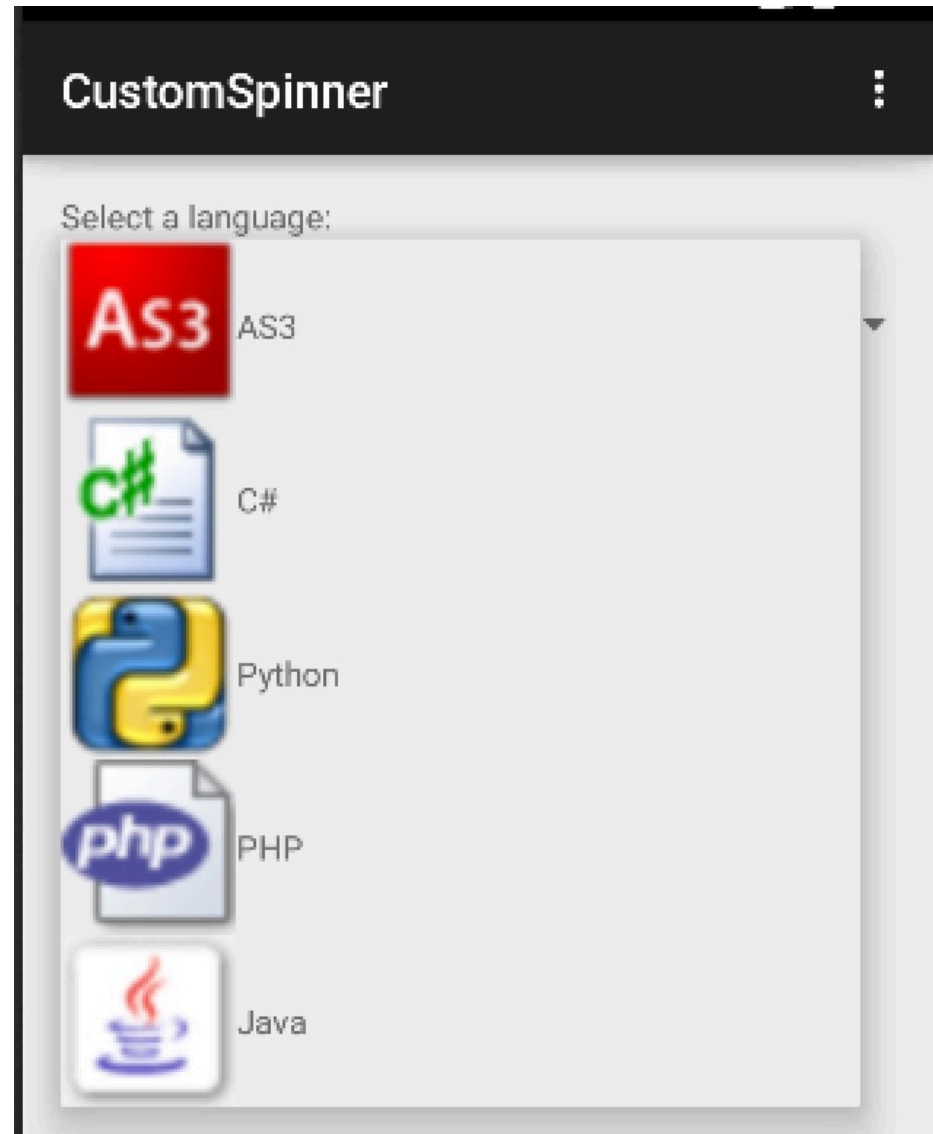 CustomSpinner
Select a language:
AS3 AS3
C# C#
Python
php PHP
Java